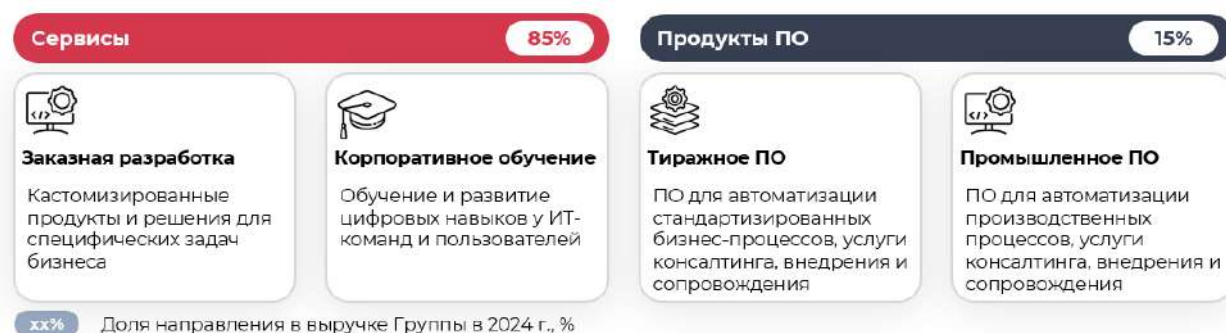 Сервисы 85%
Продукты ПО 15%
Заказная разработка
Кастомизированные
продукты и решения для
специфических задач
бизнеса
Корпоративное обучение
Обучение и развитие
цифровых навыков у ИТ-
команд и пользователей
Тиражное ПО
ПО для автоматизации
стандартизированных
бизнес-процессов, услуги
консалтинга, внедрения и
сопровождения
Промышленное ПО
ПО для автоматизации
производственных
процессов, услуги
консалтинга, внедрения и
сопровождения
xx% Доля направления в выручке Группы в 2024 г., %